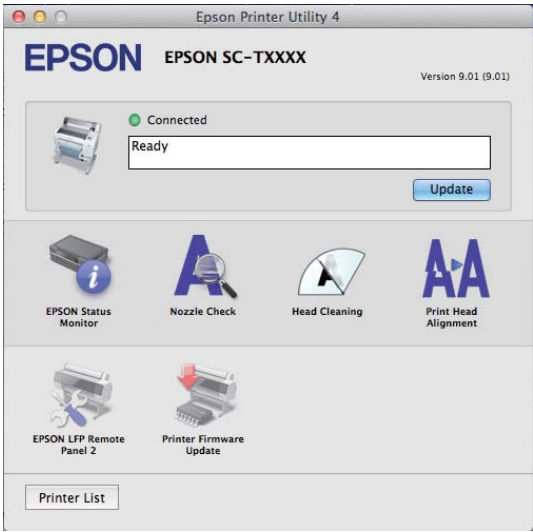 Epson Printer Utility 4
EPSON
EPSON SC-TXXXX
Version 9.01 (9.01)
Connected
Ready
Update
EPSON Status
Monitor
Nozzle Check
Head Cleaning
Print Head
Alignment
EPSON LFP Remote
Panel 2
Printer Firmware
Update
Printer List